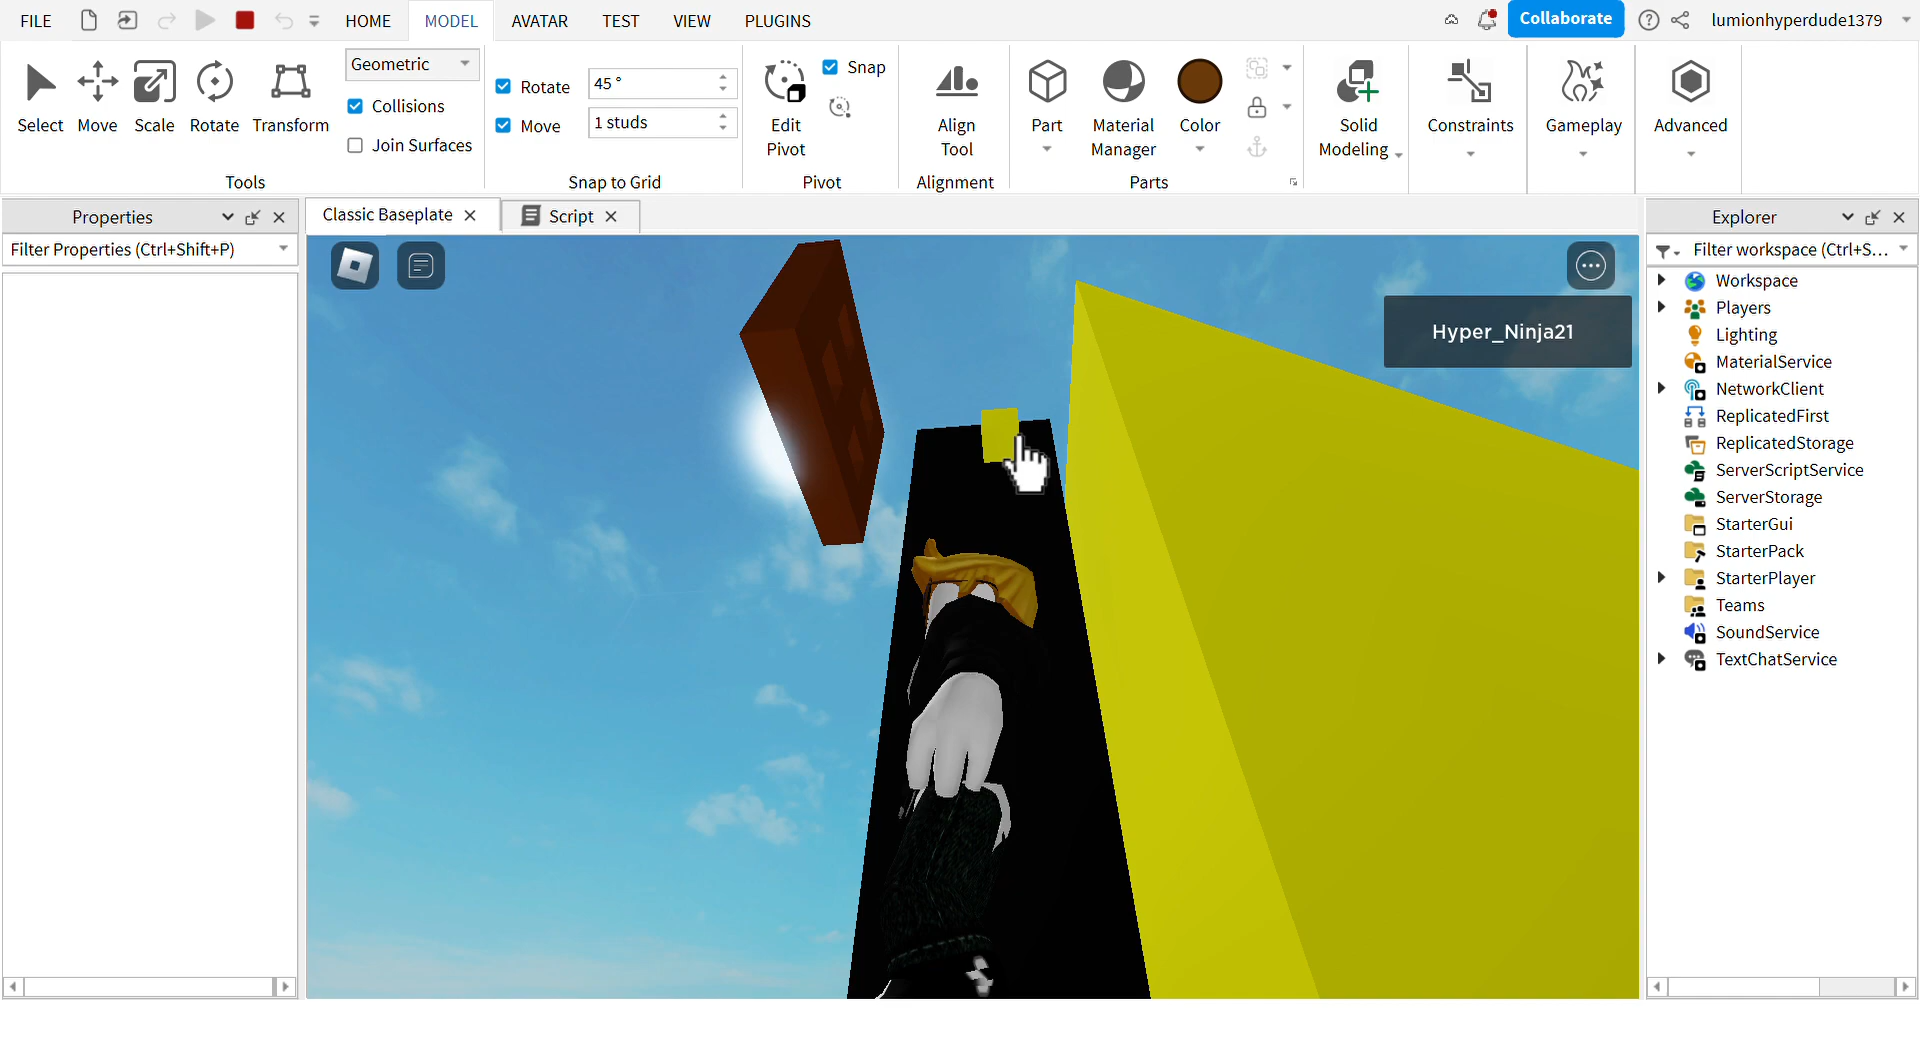 FILE HOME MODEL AVATAR TEST VIEW PLUGINS Collaborate lumionhyperdude1379
Select Move Scale Rotate Transform
Geometric
Collisions
Join Surfaces
Tools
Rotate 45 °
Move 1 studs
Snap to Grid
Edit Pivot
Snap
Pivot
Align Tool
Alignment
Part
Material Manager
Color
Parts
Solid Modeling
Constraints
Gameplay
Advanced
Properties
Filter Properties (Ctrl+Shift+P)
Classic Baseplate
Script
Hyper_Ninja21
Explorer
Filter workspace (Ctrl+S...
Workspace
Players
Lighting
MaterialService
NetworkClient
ReplicatedFirst
ReplicatedStorage
ServerScriptService
ServerStorage
StarterGui
StarterPack
StarterPlayer
Teams
SoundService
TextChatService